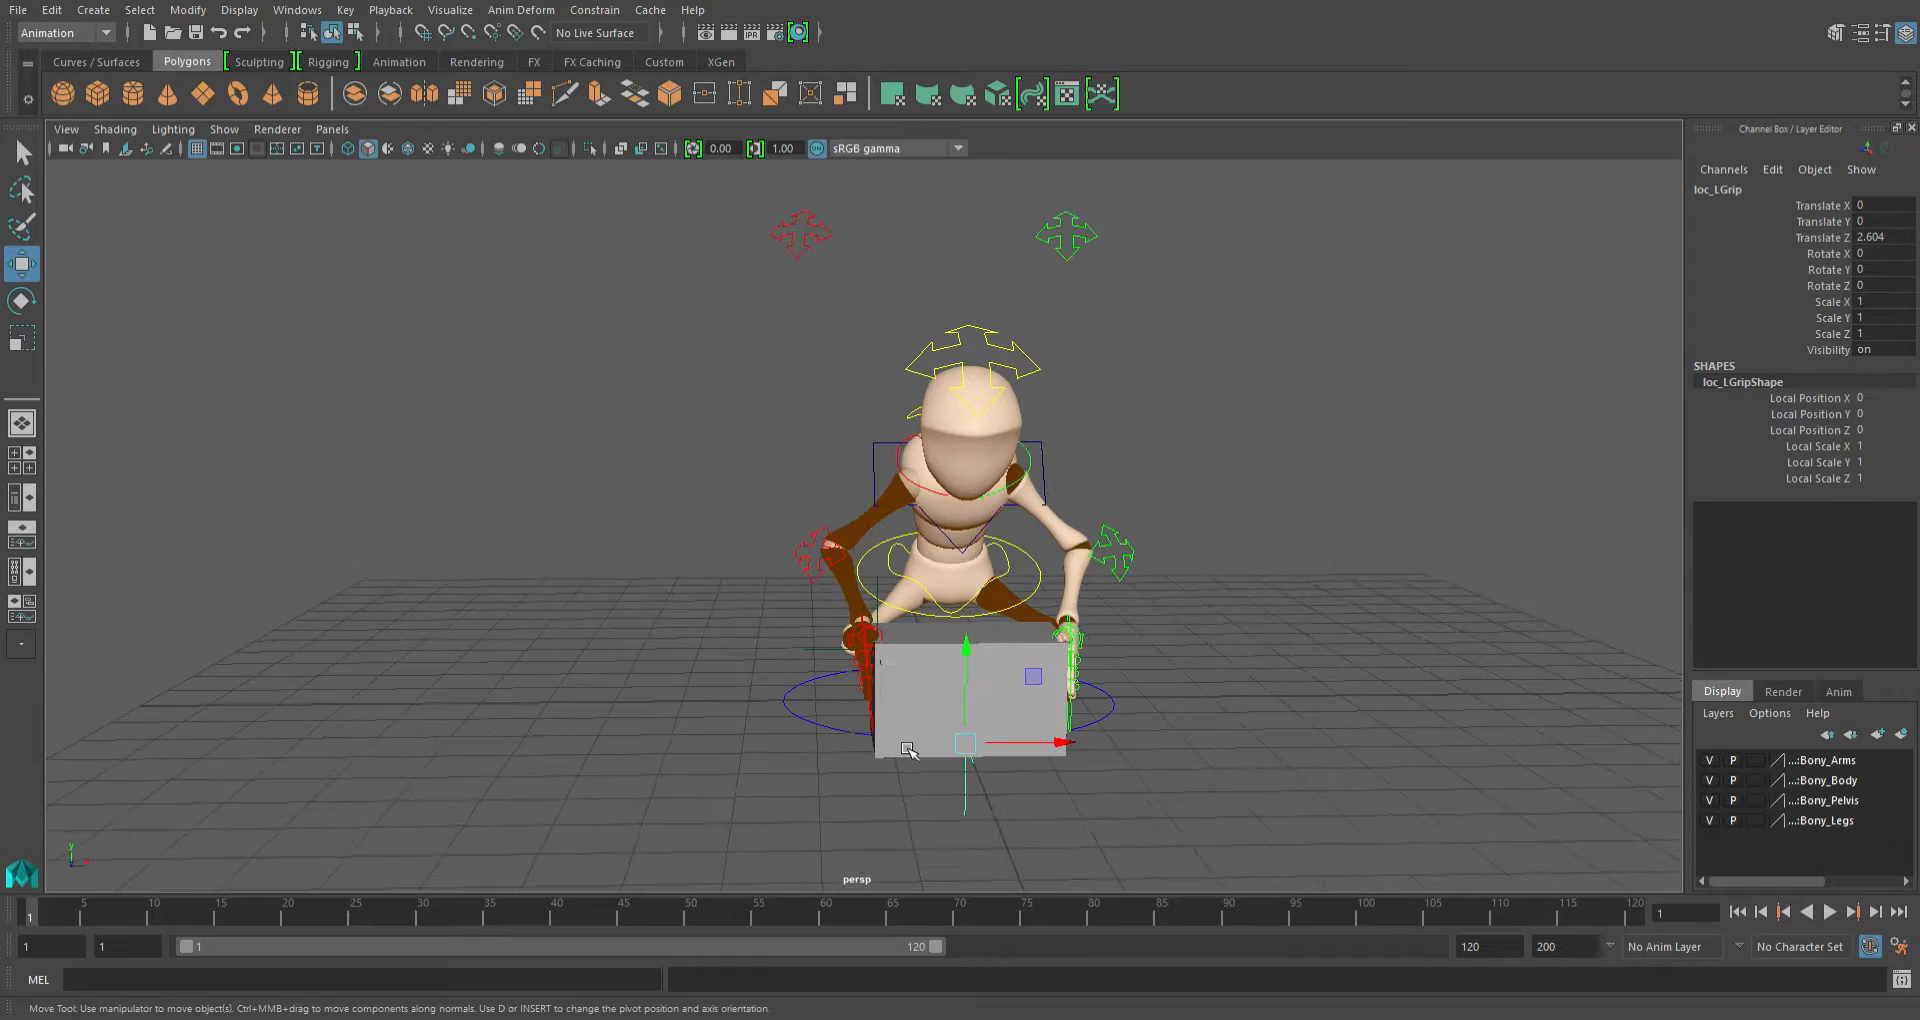 File Edit Create Select Modify Display Windows Key Playback Visualize Anim Deform Constrain Cache Help
Animation No Live Surface
Curves / Surfaces Polygons Sculpting Rigging Animation Rendering FX FX Caching Custom XGen
View Shading Lighting Show Renderer Panels
0.00 1.00 sRGB gamma
Channel Box / Layer Editor
Channels Edit Object Show
loc_LGrip
Translate X 0
Translate Y 0
Translate Z 2.604
Rotate X 0
Rotate Y 0
Rotate Z 0
Scale X 1
Scale Y 1
Scale Z 1
Visibility on
SHAPES
loc_LGripShape
Local Position X 0
Local Position Y 0
Local Position Z 0
Local Scale X 1
Local Scale Y 1
Local Scale Z 1
Display Render Anim
Layers Options Help
V P ...:Bony_Arms
V P ...:Bony_Body
V P ...:Bony_Pelvis
V P ...:Bony_Legs
y
persp
1 5 10 15 20 25 30 35 40 45 50 55 60 65 70 75 80 85 90 95 100 105 110 115 120 1
1 1 1 120 120 200 No Anim Layer No Character Set
MEL
Move Tool: Use manipulator to move object(s). Ctrl+MMB+drag to move components along normals. Use D or INSERT to change the pivot position and axis orientation.